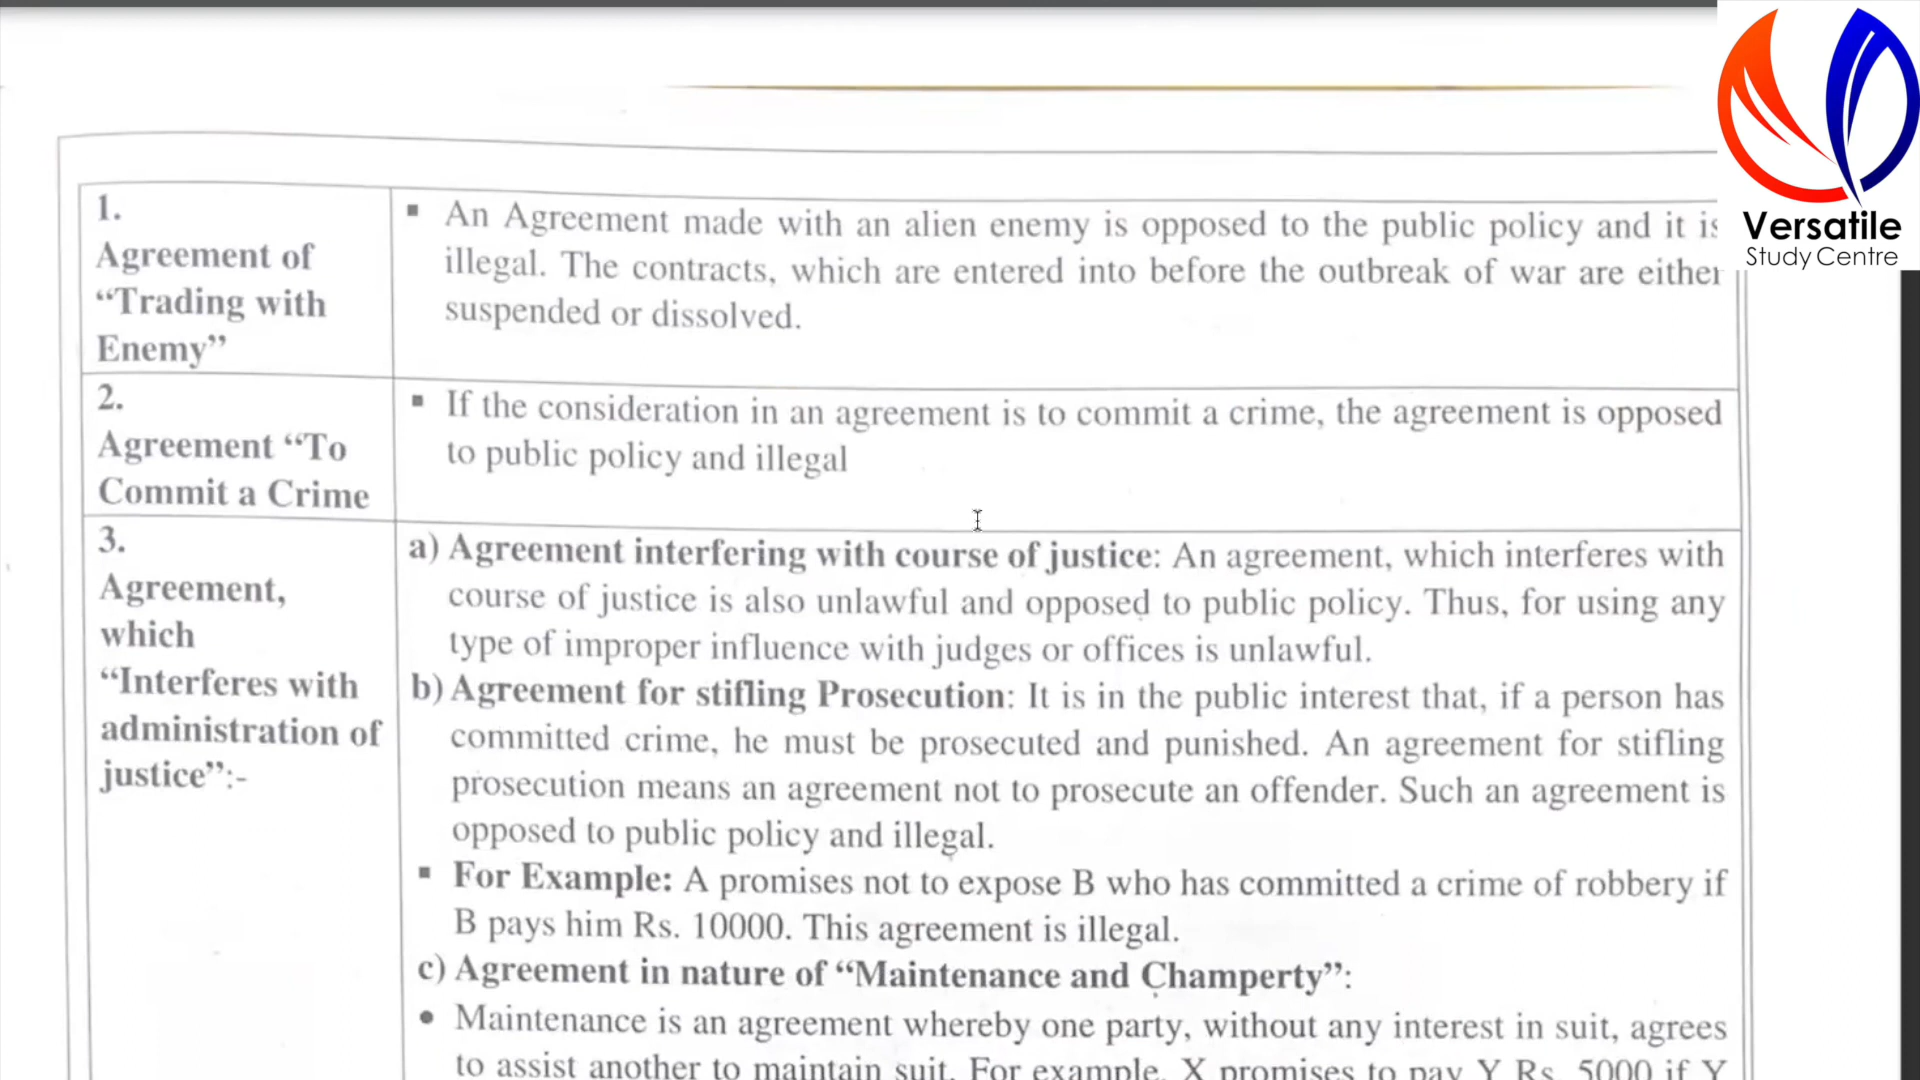 Versatile
Study Centre
1.
Agreement of
“Trading with
Enemy”
▪ An Agreement made with an alien enemy is opposed to the public policy and it is
illegal. The contracts, which are entered into before the outbreak of war are either
suspended or dissolved.
2.
Agreement “To
Commit a Crime
▪ If the consideration in an agreement is to commit a crime, the agreement is opposed
to public policy and illegal
3.
Agreement,
which
“Interferes with
administration of
justice”:-
a) Agreement interfering with course of justice: An agreement, which interferes with
course of justice is also unlawful and opposed to public policy. Thus, for using any
type of improper influence with judges or offices is unlawful.
b) Agreement for stifling Prosecution: It is in the public interest that, if a person has
committed crime, he must be prosecuted and punished. An agreement for stifling
prosecution means an agreement not to prosecute an offender. Such an agreement is
opposed to public policy and illegal.
▪ For Example: A promises not to expose B who has committed a crime of robbery if
B pays him Rs. 10000. This agreement is illegal.
c) Agreement in nature of “Maintenance and Champerty”:
• Maintenance is an agreement whereby one party, without any interest in suit, agrees
to assist another to maintain suit. For example, X promises to pay Y Rs. 5000 if Y